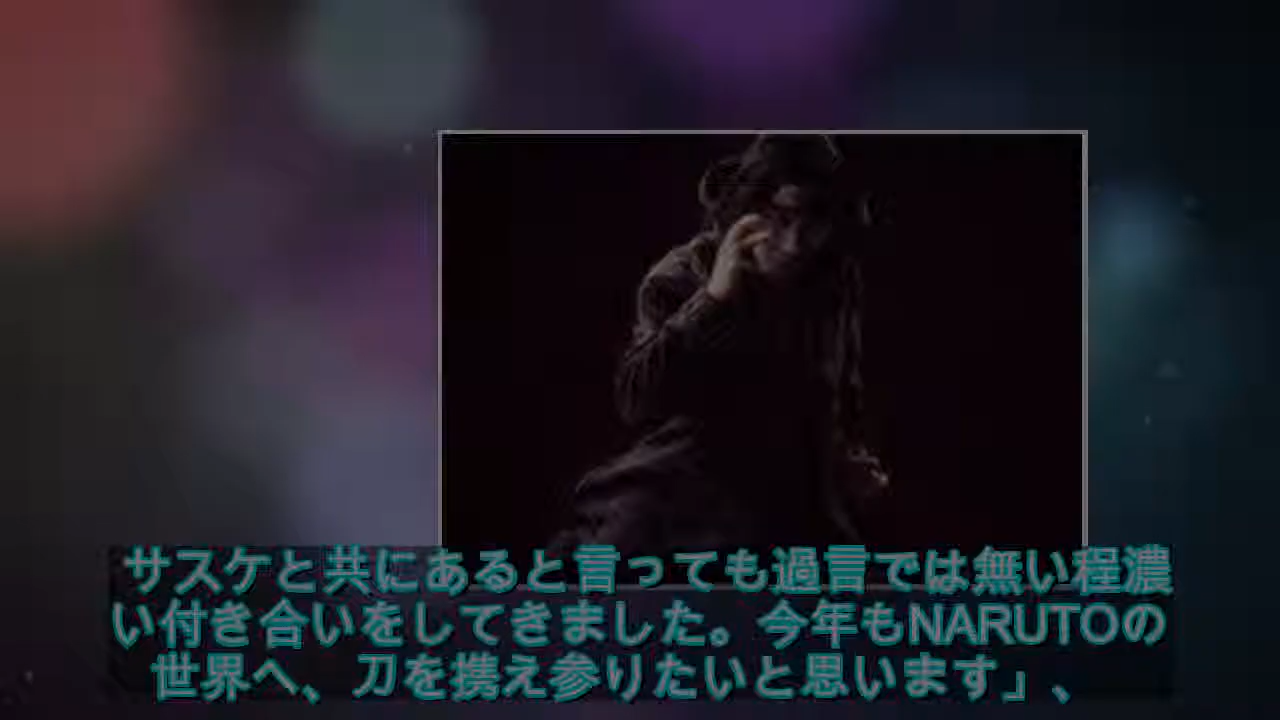 サスケと共にあると言っても過言では無い程濃
い付き合いをしてきました。今年もNARUTOの
世界へ、刀を携え参りたいと思います」、